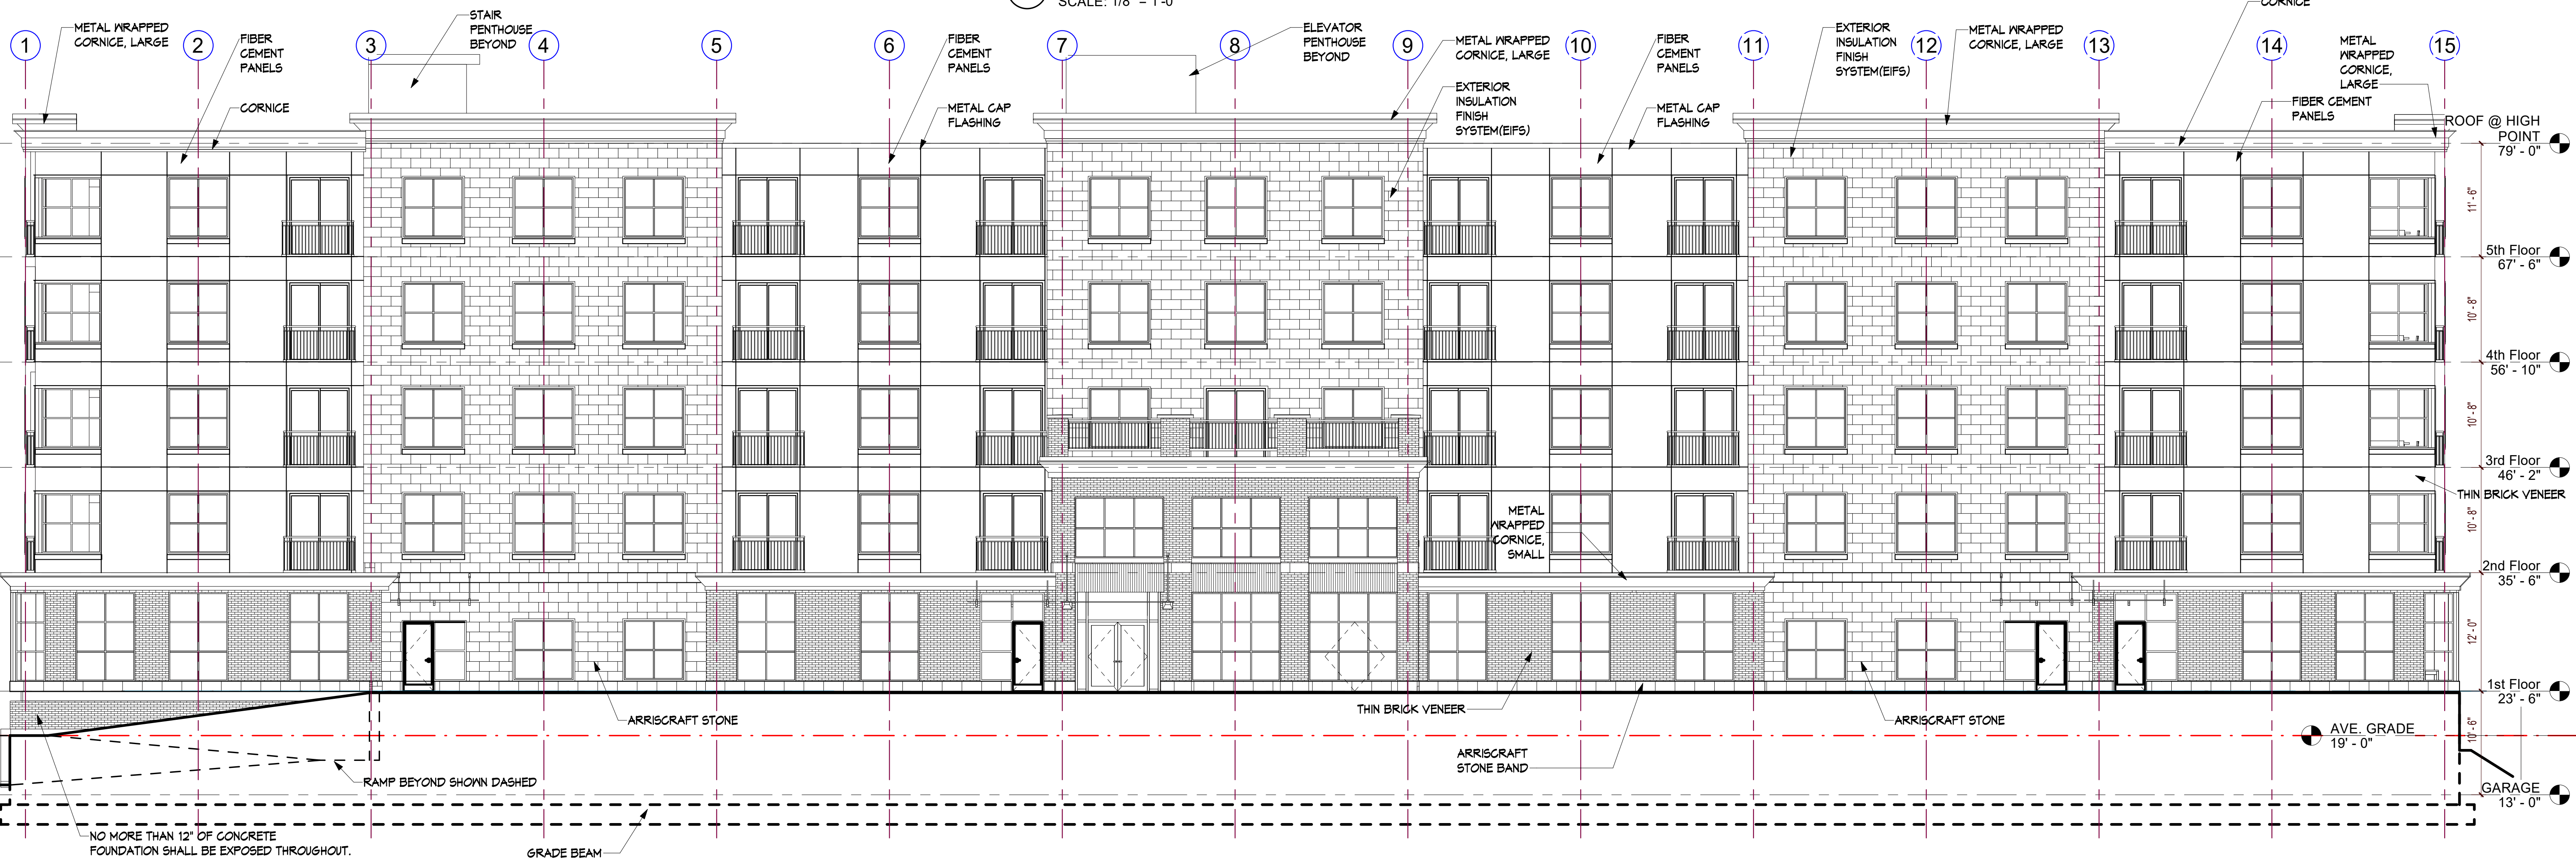 SCALE: 1/8" = 1'-0"
CORNICE
1
2
3
4
5
6
7
8
9
10
11
12
13
14
15
METAL WRAPPED
CORNICE, LARGE
FIBER
CEMENT
PANELS
CORNICE
STAIR
PENTHOUSE
BEYOND
FIBER
CEMENT
PANELS
METAL CAP
FLASHING
ELEVATOR
PENTHOUSE
BEYOND
METAL WRAPPED
CORNICE, LARGE
EXTERIOR
INSULATION
FINISH
SYSTEM(EIFS)
FIBER
CEMENT
PANELS
METAL CAP
FLASHING
EXTERIOR
INSULATION
FINISH
SYSTEM(EIFS)
METAL WRAPPED
CORNICE, LARGE
METAL
WRAPPED
CORNICE,
LARGE
FIBER CEMENT
PANELS
ROOF @ HIGH
POINT
79' - 0"
11' - 6"
5th Floor
67' - 6"
10' - 8"
4th Floor
56' - 10"
10' - 8"
3rd Floor
46' - 2"
THIN BRICK VENEER
10' - 8"
METAL
WRAPPED
CORNICE,
SMALL
2nd Floor
35' - 6"
12' - 0"
1st Floor
23' - 6"
ARRISCRAFT STONE
THIN BRICK VENEER
ARRISCRAFT STONE
AVE. GRADE
19' - 0"
10' - 6"
ARRISCRAFT
STONE BAND
RAMP BEYOND SHOWN DASHED
GARAGE
13' - 0"
NO MORE THAN 12" OF CONCRETE
FOUNDATION SHALL BE EXPOSED THROUGHOUT.
GRADE BEAM